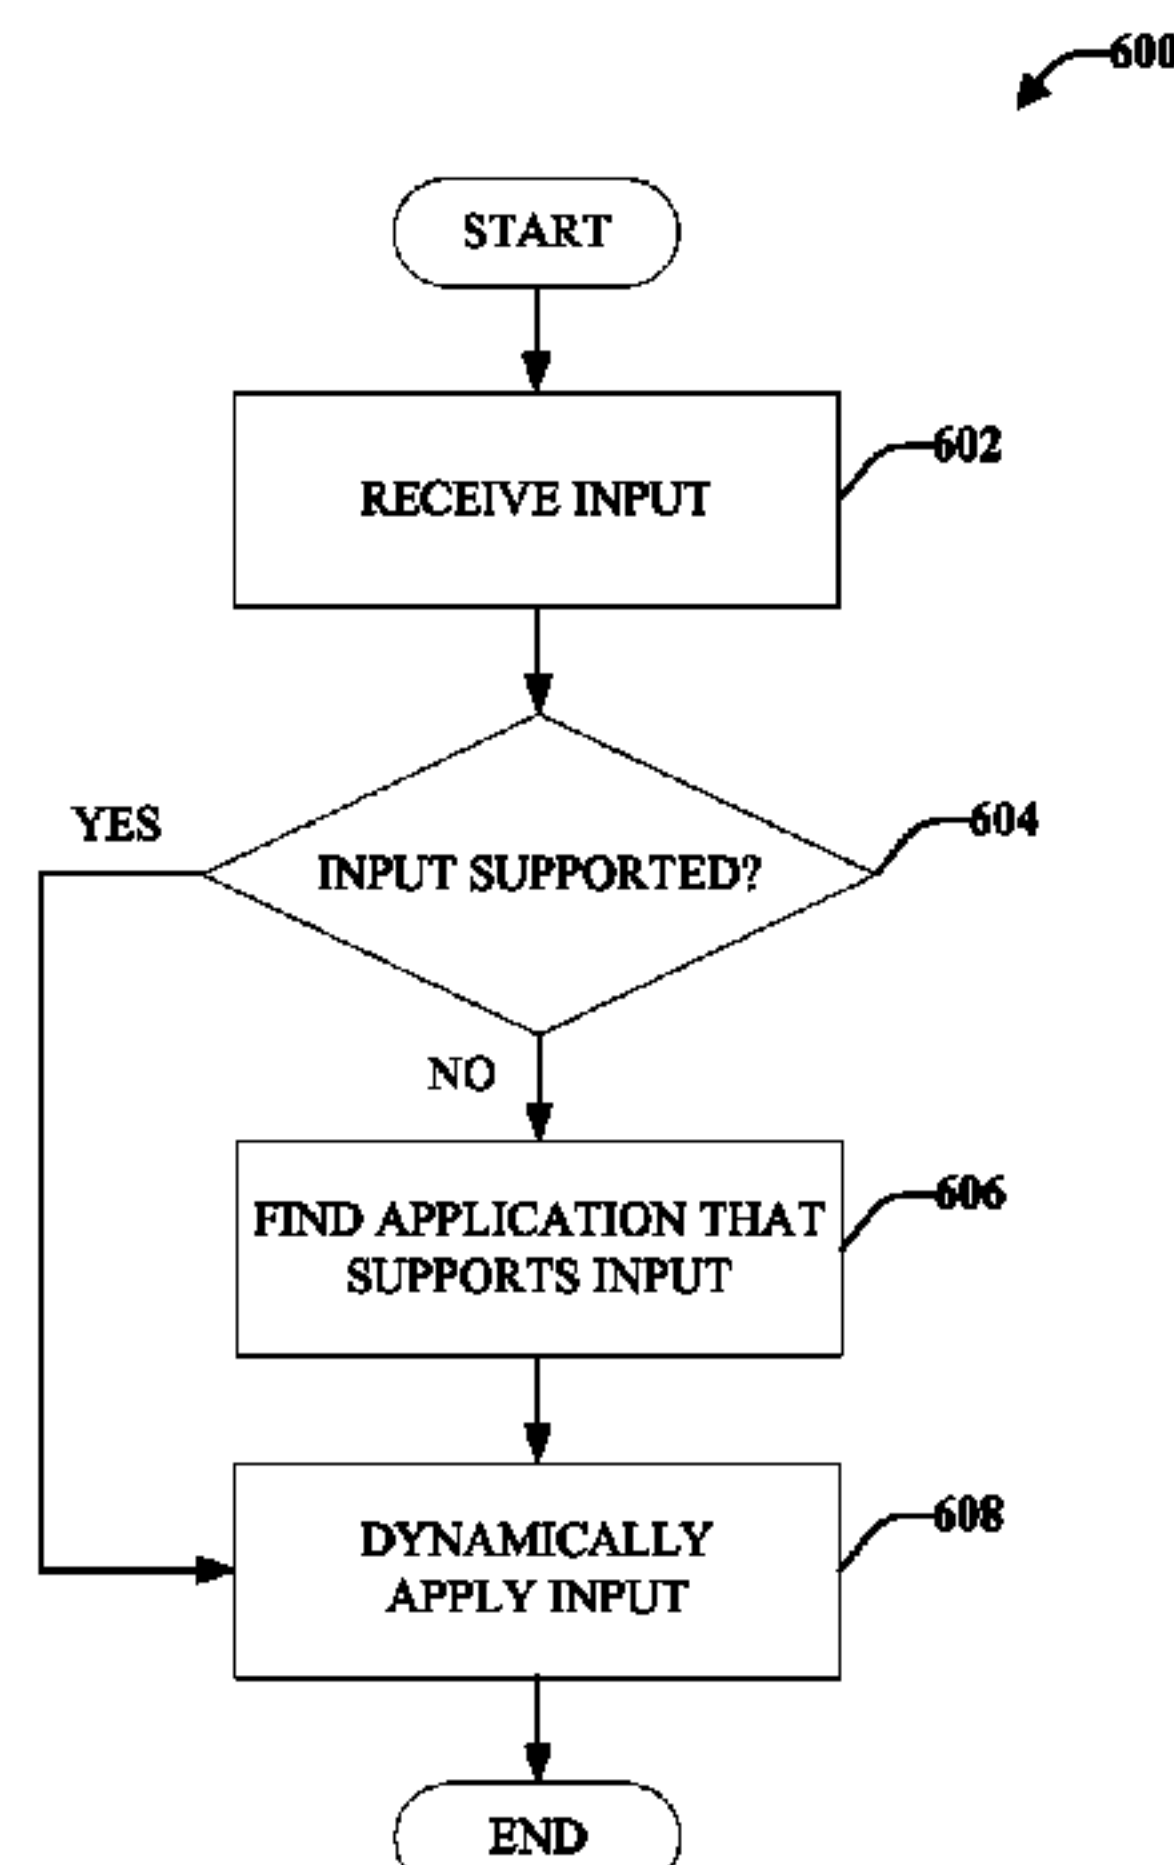 600
START
RECEIVE INPUT
602
YES
INPUT SUPPORTED?
604
NO
FIND APPLICATION THAT
SUPPORTS INPUT
606
DYNAMICALLY
APPLY INPUT
608
END